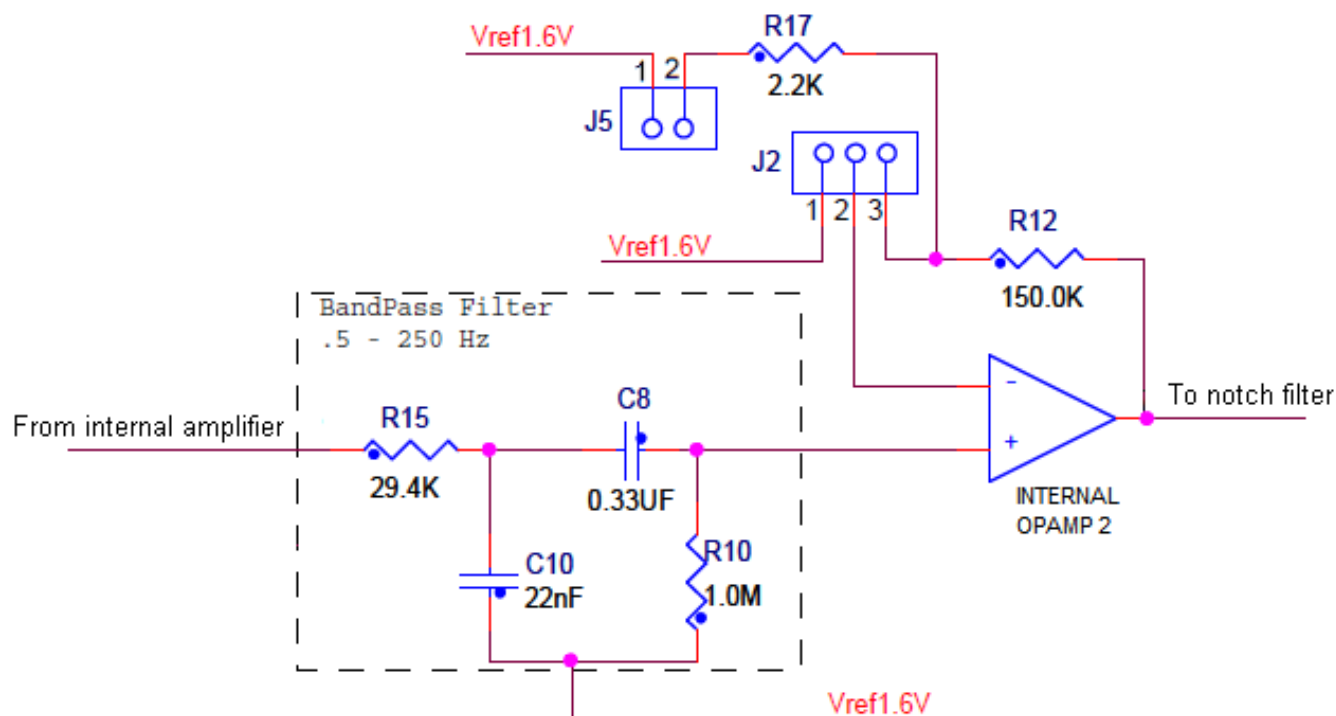 Vref1.6V
R17
1 2
2.2K
J5
J2
1 2 3
R12
Vref1.6V
150.0K
BandPass Filter
.5 - 250 Hz
-
To notch filter
C8
R15
From internal amplifier
+
29.4K
0.33UF
INTERNAL
OPAMP 2
C10
22nF
R10
1.0M
Vref1.6V